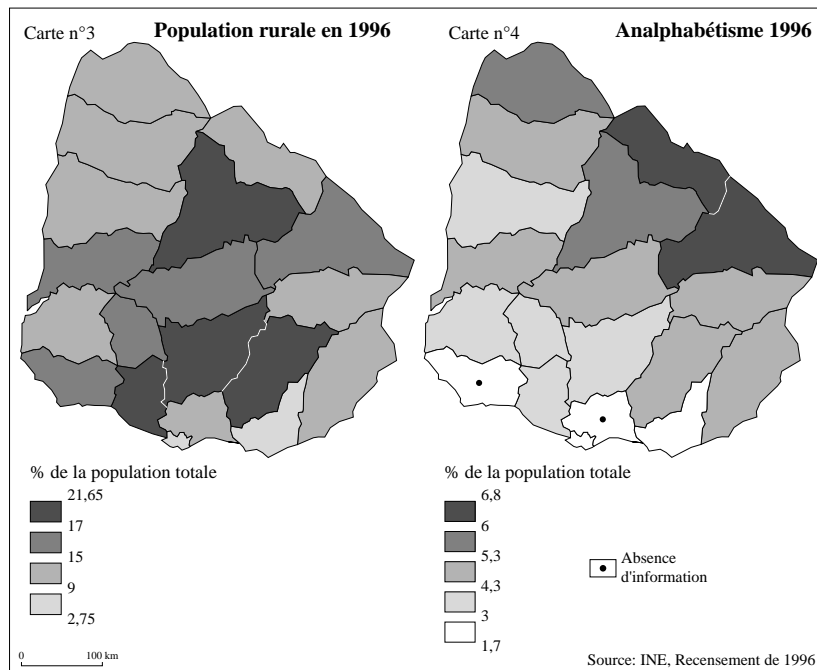 Carte n°3
Population rurale en 1996
% de la population totale
21,65
17
15
9
2,75
0 100 km
Carte n°4
Analphabétisme 1996
% de la population totale
6,8
6
5,3
4,3
3
1,7
Absence
d'information
Source: INE, Recensement de 1996